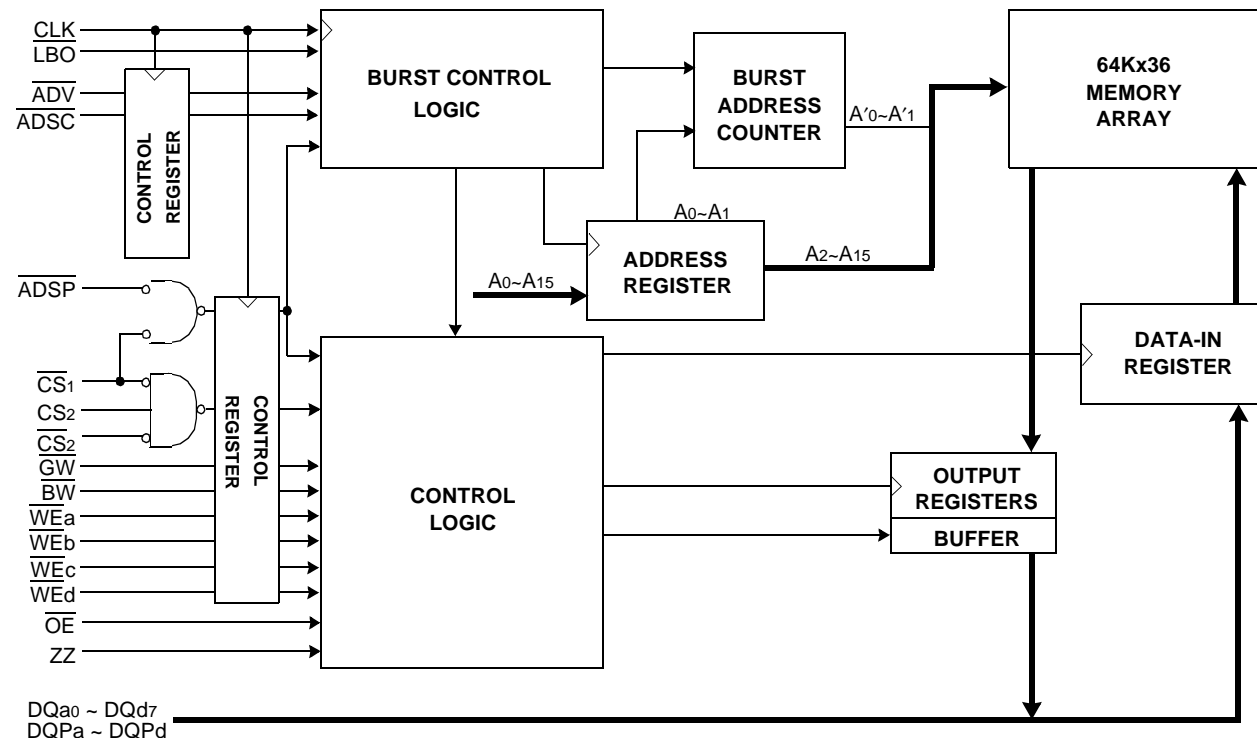 CLK
LBO
ADV
ADSC
CONTROL
REGISTER
BURST CONTROL
LOGIC
BURST
ADDRESS
COUNTER
A′0~A′1
64Kx36
MEMORY
ARRAY
A0~A1
ADDRESS
REGISTER
A2~A15
A0~A15
ADSP
CS1
CS2
CS2
GW
BW
WEa
WEb
WEc
WEd
OE
ZZ
CONTROL
REGISTER
CONTROL
LOGIC
DATA-IN
REGISTER
OUTPUT
REGISTERS
BUFFER
DQa0 ~ DQd7
DQPa ~ DQPd